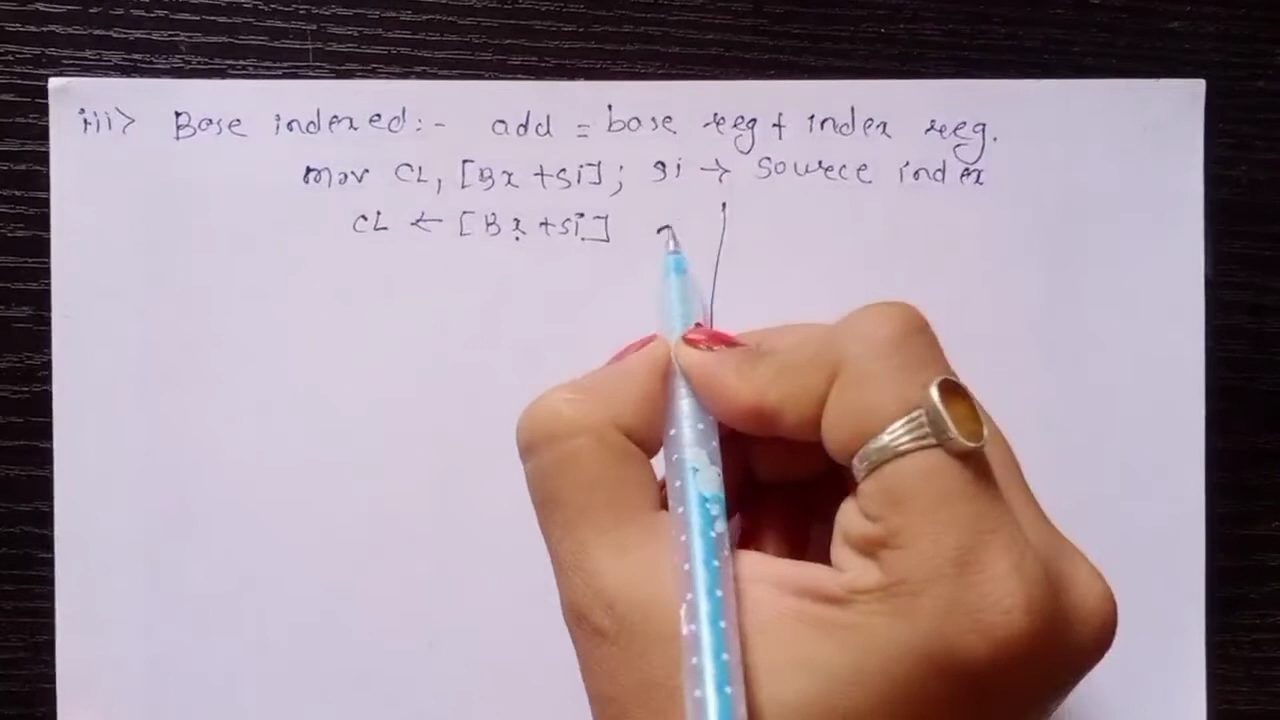 iii> Base indexed:- add = base reg + index reg.
mov CL, [Bx + Si] ; Si → Source index
CL ← [Bx + Si]